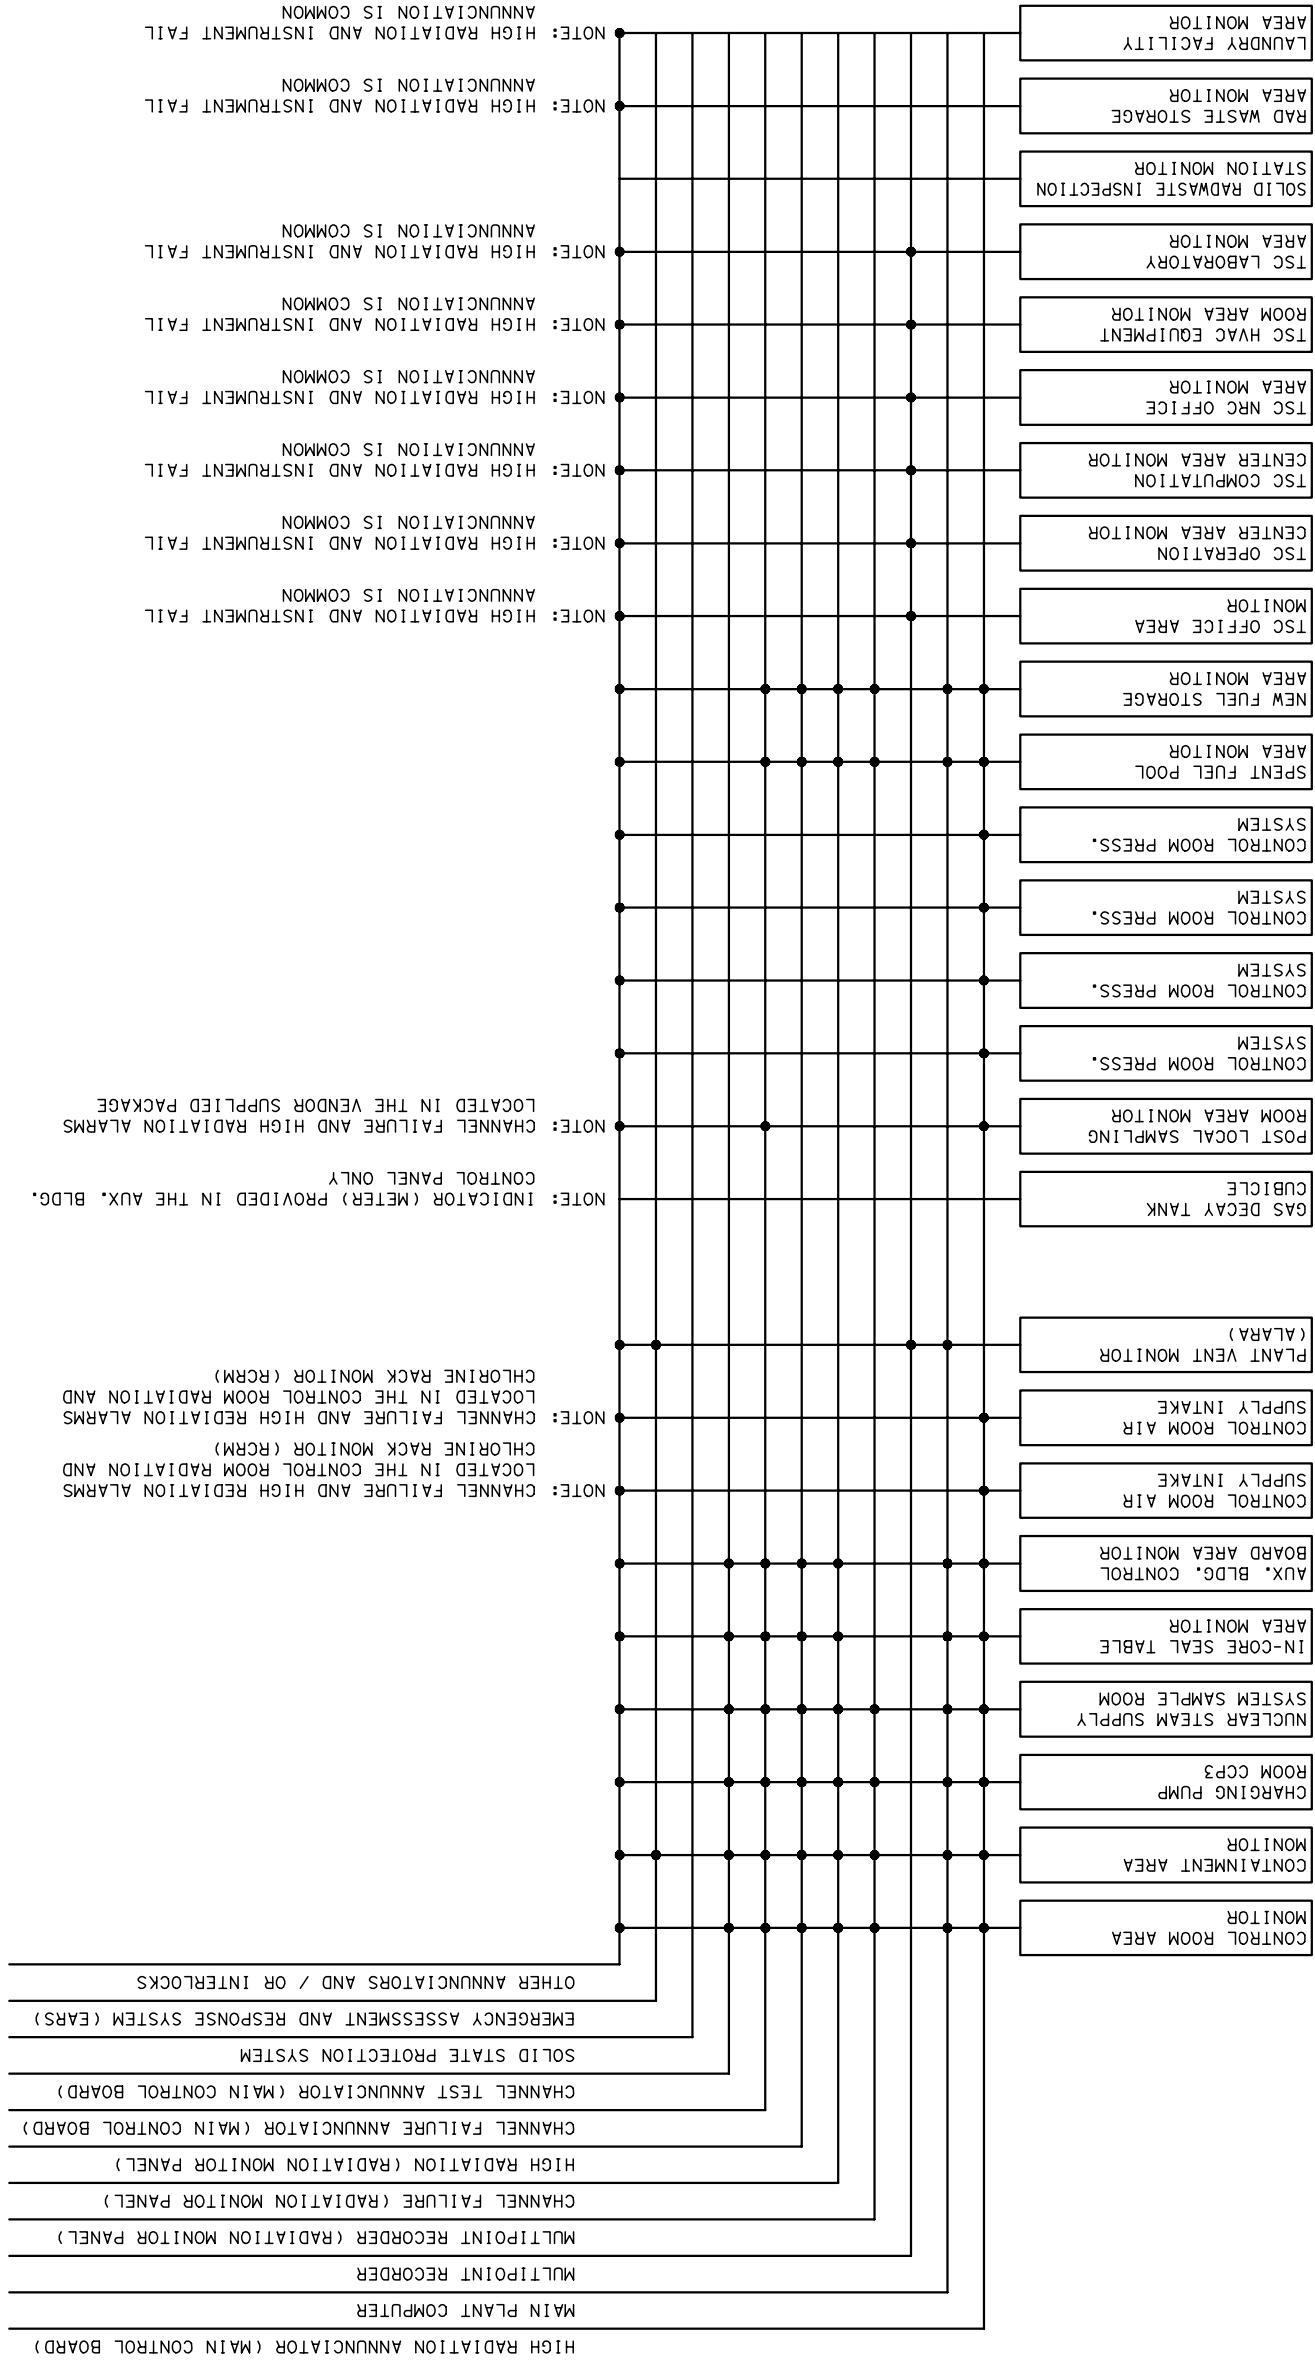 HIGH RADIATION ANNUNCIATOR (MAIN CONTROL BOARD)
MAIN PLANT COMPUTER
MULTIPOINT RECORDER
MULTIPOINT RECORDER (RADIATION MONITOR PANEL)
CHANNEL FAILURE (RADIATION MONITOR PANEL)
HIGH RADIATION (RADIATION MONITOR PANEL)
CHANNEL FAILURE ANNUNCIATOR (MAIN CONTROL BOARD)
CHANNEL TEST ANNUNCIATOR (MAIN CONTROL BOARD)
SOLID STATE PROTECTION SYSTEM
EMERGENCY ASSESSMENT AND RESPONSE SYSTEM (EARS)
OTHER ANNUNCIATORS AND / OR INTERLOCKS
CONTROL ROOM AREA
MONITOR
CONTAINMENT AREA
MONITOR
CHARGING PUMP
ROOM CCP3
NUCLEAR STEAM SUPPLY
SYSTEM SAMPLE ROOM
IN-CORE SEAL TABLE
AREA MONITOR
AUX. BLDG. CONTROL
BOARD AREA MONITOR
CONTROL ROOM AIR
SUPPLY INTAKE
NOTE: CHANNEL FAILURE AND HIGH REDIATION ALARMS
LOCATED IN THE CONTROL ROOM RADIATION AND
CHLORINE RACK MONITOR (RCRM)
CONTROL ROOM AIR
SUPPLY INTAKE
NOTE: CHANNEL FAILURE AND HIGH REDIATION ALARMS
LOCATED IN THE CONTROL ROOM RADIATION AND
CHLORINE RACK MONITOR (RCRM)
PLANT VENT MONITOR
(ALARA)
GAS DECAY TANK
CUBICLE
NOTE: INDICATOR (METER) PROVIDED IN THE AUX. BLDG.
CONTROL PANEL ONLY
POST LOCAL SAMPLING
ROOM AREA MONITOR
NOTE: CHANNEL FAILURE AND HIGH RADIATION ALARMS
LOCATED IN THE VENDOR SUPPLIED PACKAGE
CONTROL ROOM PRESS.
SYSTEM
CONTROL ROOM PRESS.
SYSTEM
CONTROL ROOM PRESS.
SYSTEM
CONTROL ROOM PRESS.
SYSTEM
SPENT FUEL POOL
AREA MONITOR
NEW FUEL STORAGE
AREA MONITOR
TSC OFFICE AREA
MONITOR
NOTE: HIGH RADIATION AND INSTRUMENT FAIL
ANNUNCIATION IS COMMON
TSC OPERATION
CENTER AREA MONITOR
NOTE: HIGH RADIATION AND INSTRUMENT FAIL
ANNUNCIATION IS COMMON
TSC COMPUTATION
CENTER AREA MONITOR
NOTE: HIGH RADIATION AND INSTRUMENT FAIL
ANNUNCIATION IS COMMON
TSC NRC OFFICE
AREA MONITOR
NOTE: HIGH RADIATION AND INSTRUMENT FAIL
ANNUNCIATION IS COMMON
TSC HVAC EQUIPMENT
ROOM AREA MONITOR
NOTE: HIGH RADIATION AND INSTRUMENT FAIL
ANNUNCIATION IS COMMON
TSC LABORATORY
AREA MONITOR
NOTE: HIGH RADIATION AND INSTRUMENT FAIL
ANNUNCIATION IS COMMON
SOLID RADWASTE INSPECTION
STATION MONITOR
RAD WASTE STORAGE
AREA MONITOR
NOTE: HIGH RADIATION AND INSTRUMENT FAIL
ANNUNCIATION IS COMMON
LAUNDRY FACILITY
AREA MONITOR
NOTE: HIGH RADIATION AND INSTRUMENT FAIL
ANNUNCIATION IS COMMON